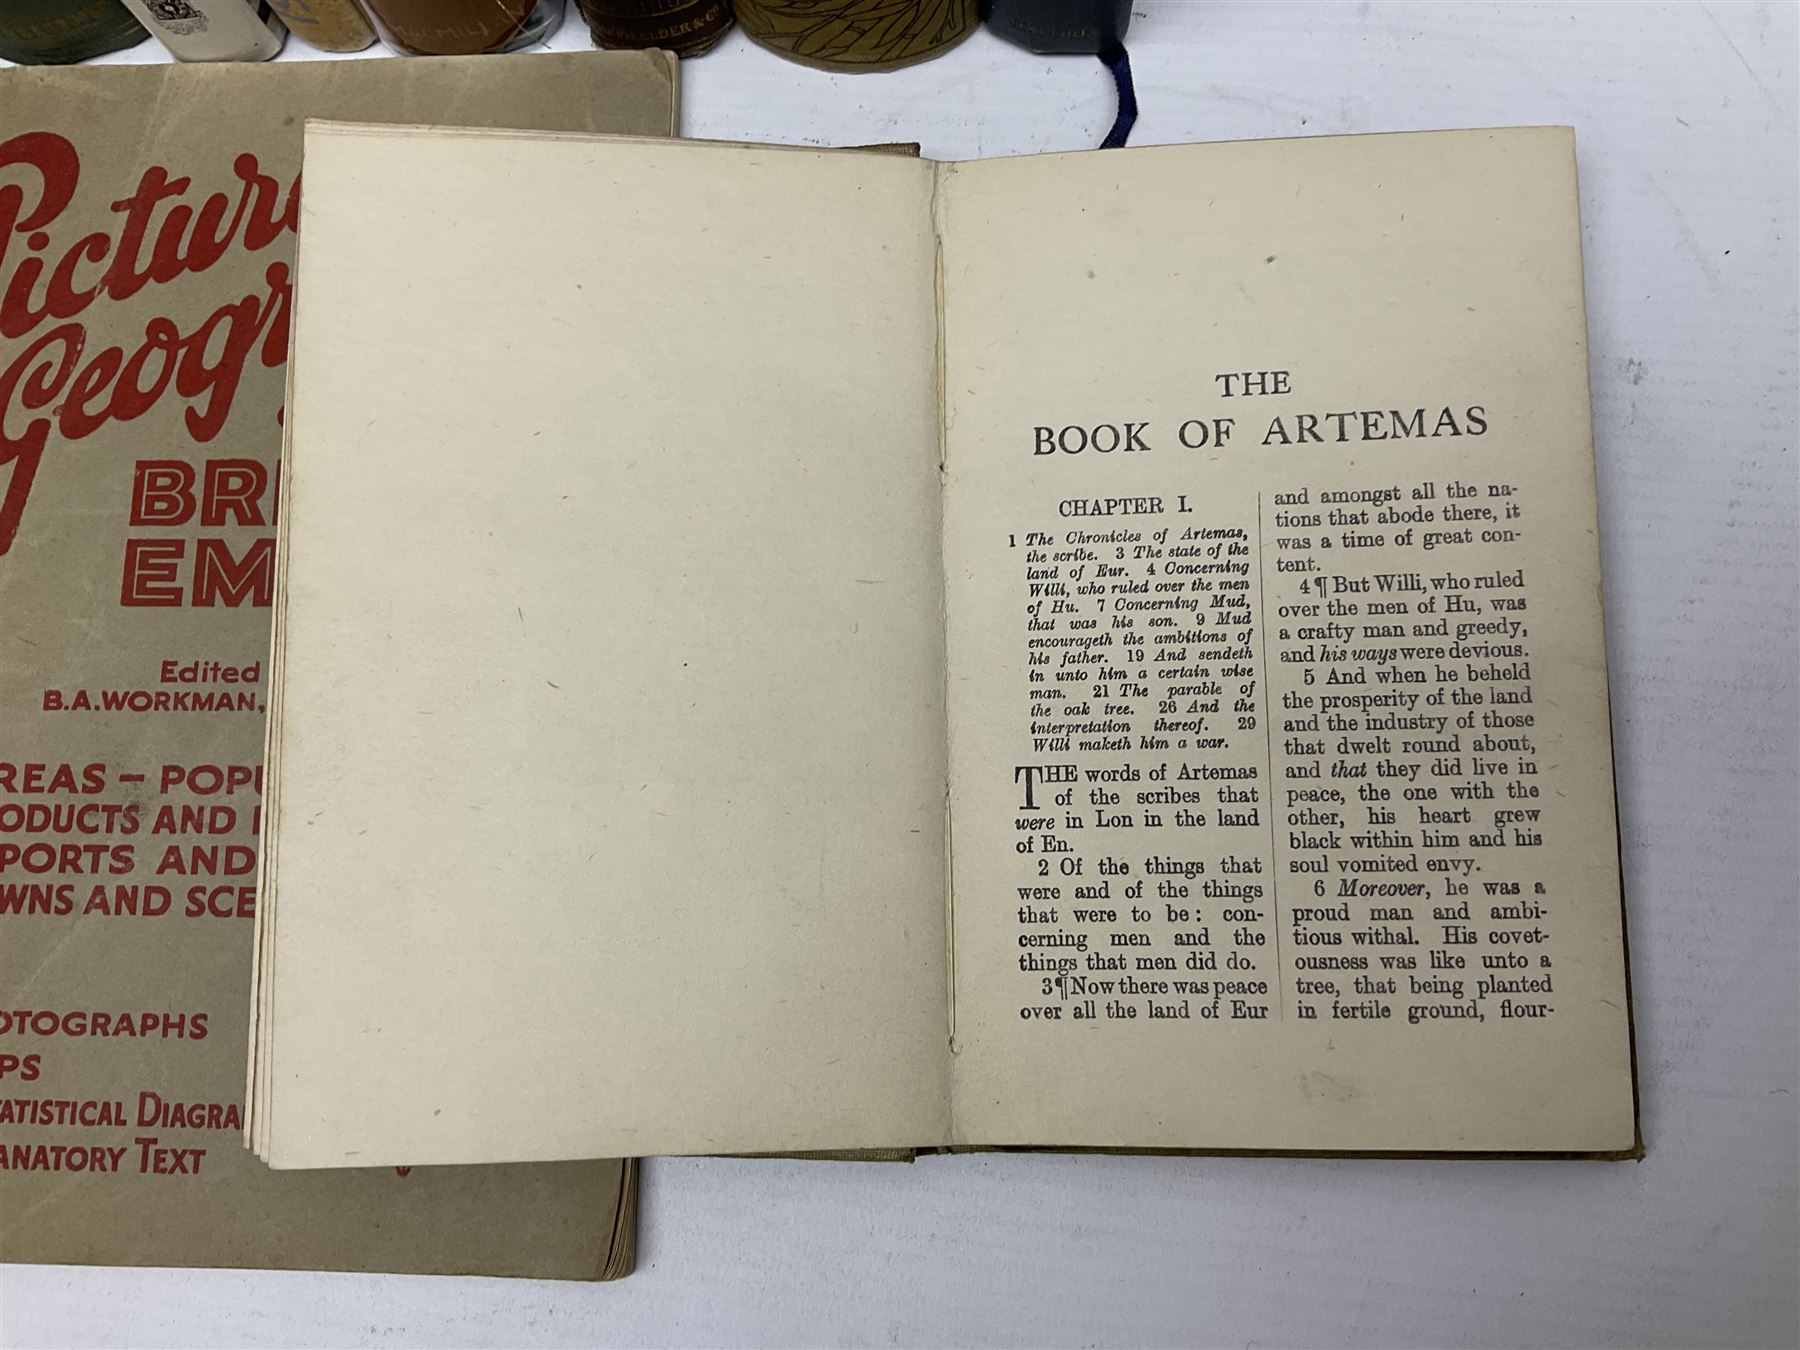 MACMILLAN
ELDER & Co
Picture
Geogr
BRI
EM
Edited
B.A. WORKMAN,
REAS – POPU
ODUCTS AND
PORTS AND
WNS AND SCE
OTOGRAPHS
PS
TATISTICAL DIAGRA
ANATORY TEXT
THE
BOOK OF ARTEMAS
CHAPTER I.
1 The Chronicles of Artemas,
the scribe. 3 The state of the
land of Eur. 4 Concerning
Willi, who ruled over the men
of Hu. 7 Concerning Mud,
that was his son. 9 Mud
encourageth the ambitions of
his father. 19 And sendeth
in unto him a certain wise
man. 21 The parable of
the oak tree. 26 And the
interpretation thereof. 29
Willi maketh him a war.
THE words of Artemas
of the scribes that
were in Lon in the land
of En.
2 Of the things that
were and of the things
that were to be: con-
cerning men and the
things that men did do.
3 ¶ Now there was peace
over all the land of Eur
and amongst all the na-
tions that abode there, it
was a time of great con-
tent.
4 ¶ But Willi, who ruled
over the men of Hu, was
a crafty man and greedy,
and his ways were devious.
5 And when he beheld
the prosperity of the land
and the industry of those
that dwelt round about,
and that they did live in
peace, the one with the
other, his heart grew
black within him and his
soul vomited envy.
6 Moreover, he was a
proud man and ambi-
tious withal. His covet-
ousness was like unto a
tree, that being planted
in fertile ground, flour-